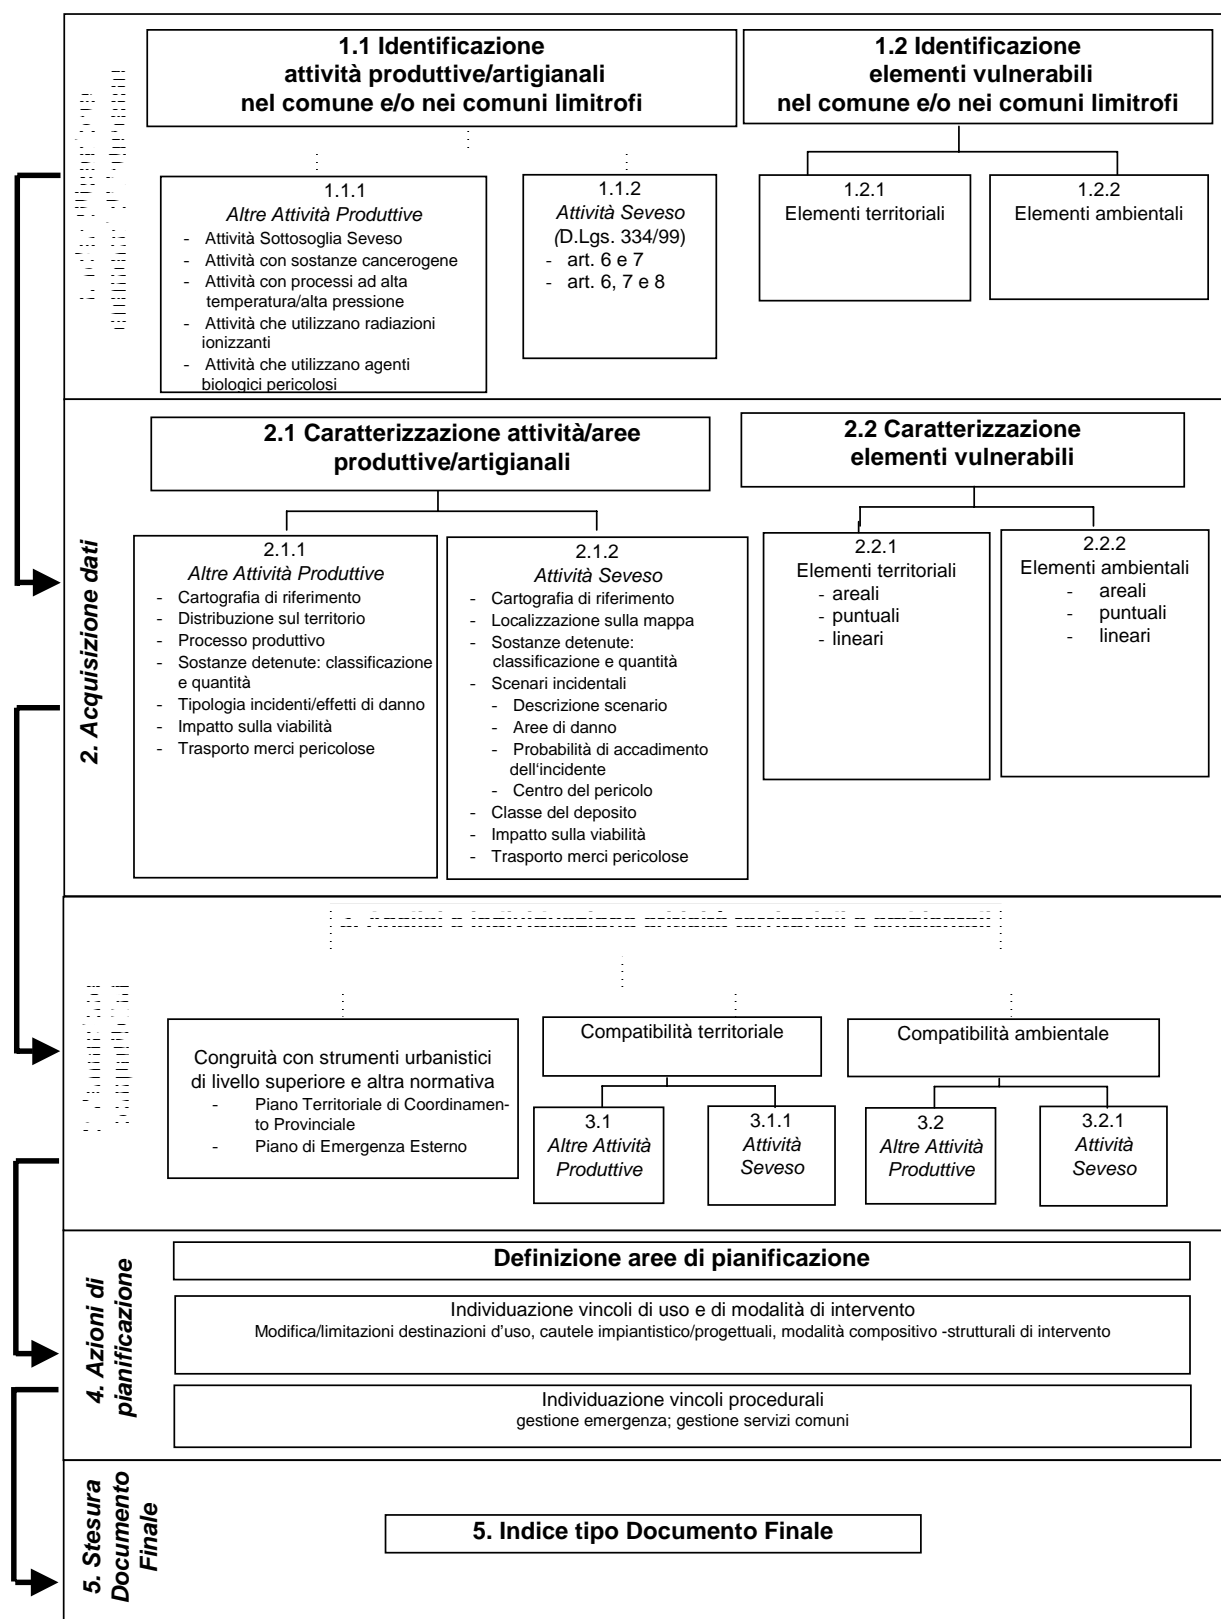 1.1 Identificazione
attività produttive/artigianali
nel comune e/o nei comuni limitrofi
1.2 Identificazione
elementi vulnerabili
nel comune e/o nei comuni limitrofi
1.1.1
Altre Attività Produttive
- Attività Sottosoglia Seveso
- Attività con sostanze cancerogene
- Attività con processi ad alta
temperatura/alta pressione
- Attività che utilizzano radiazioni
ionizzanti
- Attività che utilizzano agenti
biologici pericolosi
1.1.2
Attività Seveso
(D.Lgs. 334/99)
- art. 6 e 7
- art. 6, 7 e 8
1.2.1
Elementi territoriali
1.2.2
Elementi ambientali
2. Acquisizione dati
2.1 Caratterizzazione attività/aree
produttive/artigianali
2.2 Caratterizzazione
elementi vulnerabili
2.1.1
Altre Attività Produttive
- Cartografia di riferimento
- Distribuzione sul territorio
- Processo produttivo
- Sostanze detenute: classificazione
e quantità
- Tipologia incidenti/effetti di danno
- Impatto sulla viabilità
- Trasporto merci pericolose
2.1.2
Attività Seveso
- Cartografia di riferimento
- Localizzazione sulla mappa
- Sostanze detenute:
classificazione e quantità
- Scenari incidentali
- Descrizione scenario
- Aree di danno
- Probabilità di accadimento
dell'incidente
- Centro del pericolo
- Classe del deposito
- Impatto sulla viabilità
- Trasporto merci pericolose
2.2.1
Elementi territoriali
- areali
- puntuali
- lineari
2.2.2
Elementi ambientali
- areali
- puntuali
- lineari
Congruità con strumenti urbanistici
di livello superiore e altra normativa
- Piano Territoriale di Coordinamen-
to Provinciale
- Piano di Emergenza Esterno
Compatibilità territoriale
3.1
Altre Attività
Produttive
3.1.1
Attività
Seveso
Compatibilità ambientale
3.2
Altre Attività
Produttive
3.2.1
Attività
Seveso
4. Azioni di
pianificazione
Definizione aree di pianificazione
Individuazione vincoli di uso e di modalità di intervento
Modifica/limitazioni destinazioni d'uso, cautele impiantistico/progettuali, modalità compositivo -strutturali di intervento
Individuazione vincoli procedurali
gestione emergenza; gestione servizi comuni
5. Stesura
Documento
Finale
5. Indice tipo Documento Finale